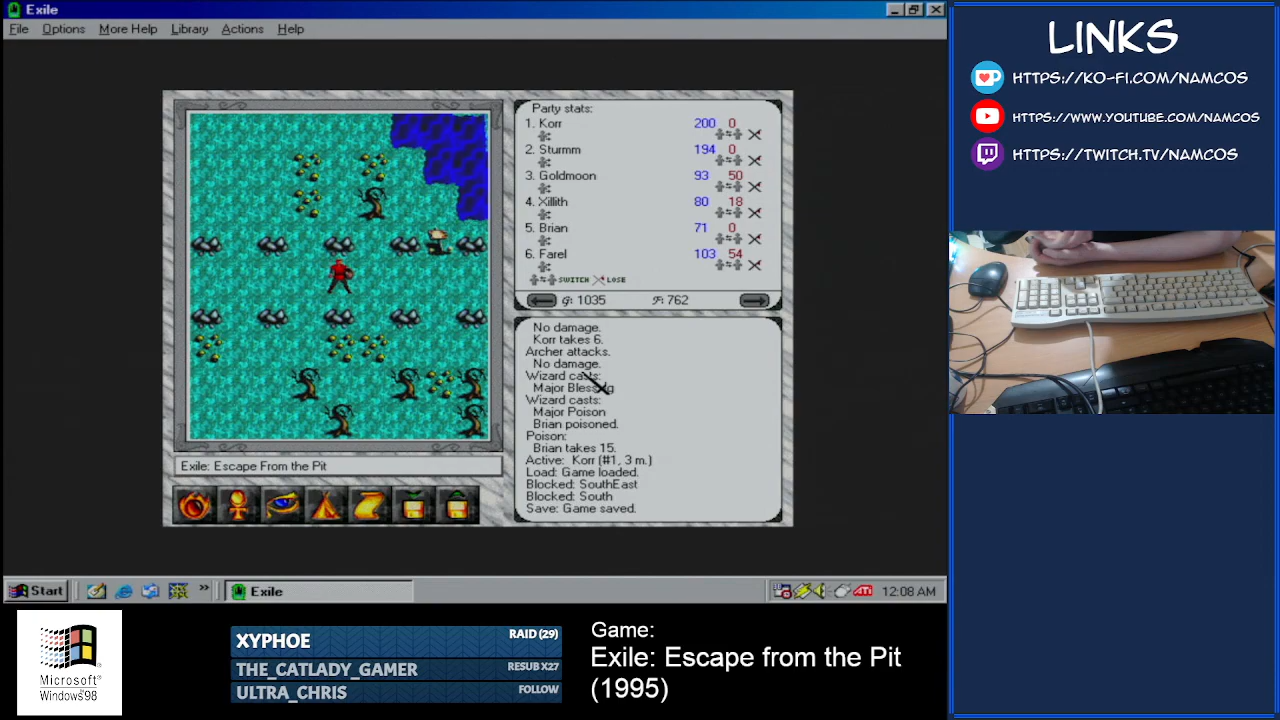 Exile
File Options More Help Library Actions Help
Party stats:
1. Korr 200 0
2. Sturmm 194 0
3. Goldmoon 93 50
4. Xillith 80 18
5. Brian 71 0
6. Farel 103 54
SWITCH LOSE
G: 1035 F: 762
No damage.
Korr takes 6.
Archer attacks.
No damage.
Wizard casts:
Major Blessing
Wizard casts:
Major Poison
Brian poisoned.
Poison:
Brian takes 15.
Active: Korr (#1, 3 m.)
Load: Game loaded.
Blocked: SouthEast
Blocked: South
Save: Game saved.
Exile: Escape From the Pit
Start
Exile
ATI
12:08 AM
LINKS
HTTPS://KO-FI.COM/NAMCOS
HTTPS://WWW.YOUTUBE.COM/NAMCOS
HTTPS://TWITCH.TV/NAMCOS
Microsoft
Windows98
XYPHOE RAID (29)
THE_CATLADY_GAMER RESUB X27
ULTRA_CHRIS FOLLOW
Game:
Exile: Escape from the Pit
(1995)